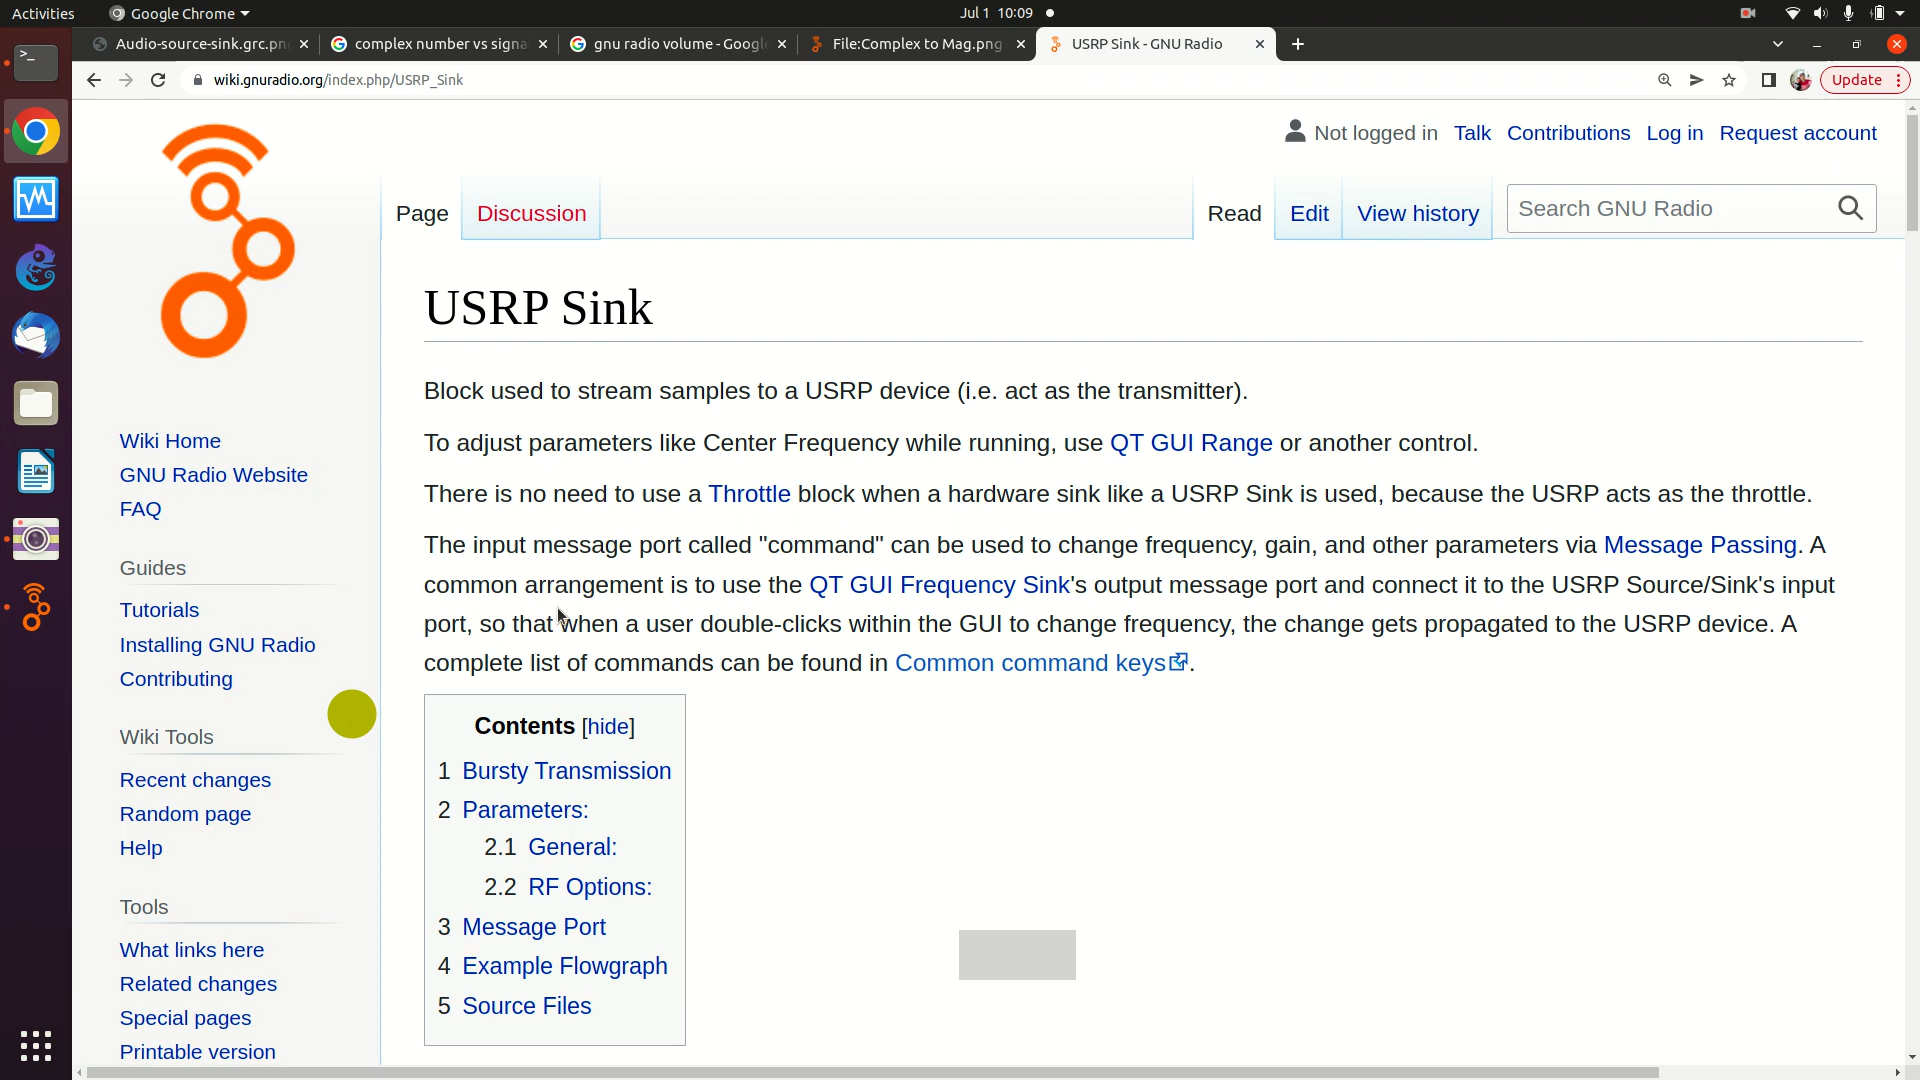 Activities
Google Chrome
Jul 1 10:09
Audio-source-sink.grc.pn
complex number vs signa
gnu radio volume - Googl
File:Complex to Mag.png
USRP Sink - GNU Radio
wiki.gnuradio.org/index.php/USRP_Sink
Update
Not logged in Talk Contributions Log in Request account
Page Discussion Read Edit View history Search GNU Radio
USRP Sink
Block used to stream samples to a USRP device (i.e. act as the transmitter).
To adjust parameters like Center Frequency while running, use QT GUI Range or another control.
There is no need to use a Throttle block when a hardware sink like a USRP Sink is used, because the USRP acts as the throttle.
The input message port called "command" can be used to change frequency, gain, and other parameters via Message Passing. A
common arrangement is to use the QT GUI Frequency Sink's output message port and connect it to the USRP Source/Sink's input
port, so that when a user double-clicks within the GUI to change frequency, the change gets propagated to the USRP device. A
complete list of commands can be found in Common command keys.
Contents [hide]
1 Bursty Transmission
2 Parameters:
2.1 General:
2.2 RF Options:
3 Message Port
4 Example Flowgraph
5 Source Files
Wiki Home
GNU Radio Website
FAQ
Guides
Tutorials
Installing GNU Radio
Contributing
Wiki Tools
Recent changes
Random page
Help
Tools
What links here
Related changes
Special pages
Printable version